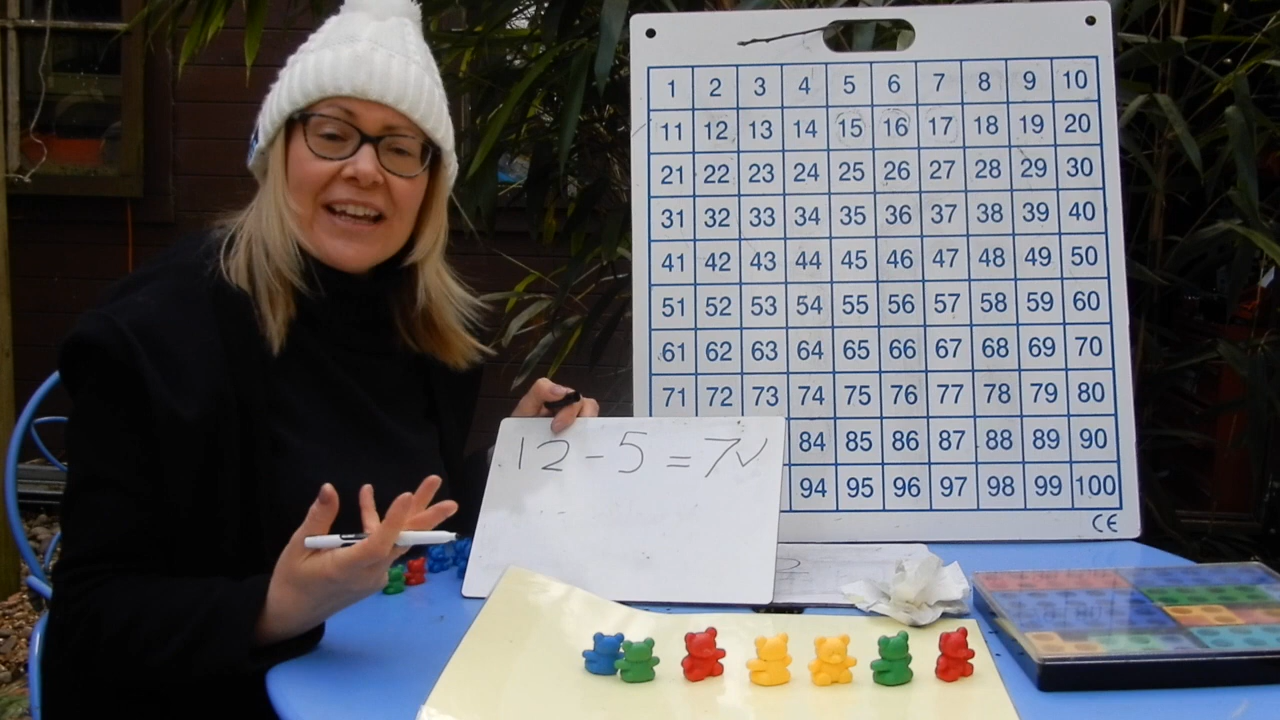 1 2 3 4 5 6 7 8 9 10
11 12 13 14 15 16 17 18 19 20
21 22 23 24 25 26 27 28 29 30
31 32 33 34 35 36 37 38 39 40
41 42 43 44 45 46 47 48 49 50
51 52 53 54 55 56 57 58 59 60
61 62 63 64 65 66 67 68 69 70
71 72 73 74 75 76 77 78 79 80
84 85 86 87 88 89 90
94 95 96 97 98 99 100
CE
12 - 5 = 7✓